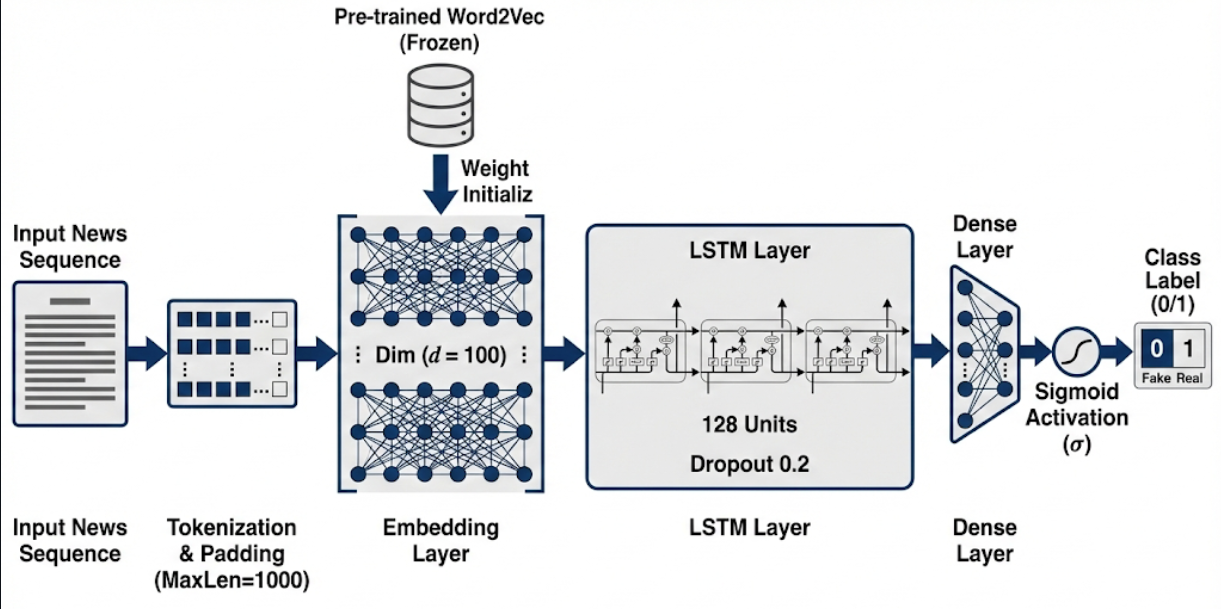 Pre-trained Word2Vec
(Frozen)
Weight
Initializ
Input News
Sequence
Dim (d = 100)
LSTM Layer
128 Units
Dropout 0.2
Dense
Layer
Sigmoid
Activation
(σ)
Class
Label
(0/1)
0 1
Fake Real
Input News
Sequence
Tokenization
& Padding
(MaxLen=1000)
Embedding
Layer
LSTM Layer
Dense
Layer